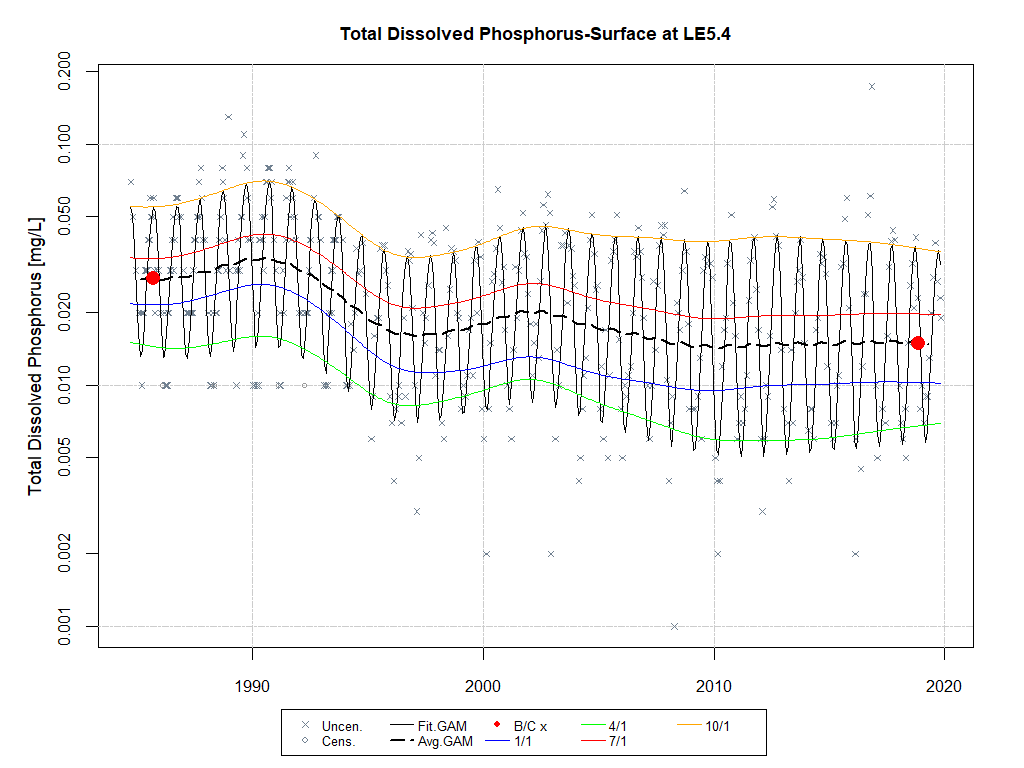 Total Dissolved Phosphorus-Surface at LE5.4
Total Dissolved Phosphorus [mg/L]
0.200
0.100
0.050
0.020
0.010
0.005
0.002
0.001
1990 2000 2010 2020
Uncen. Fit.GAM B/C x 4/1 10/1
Cens. Avg.GAM 1/1 7/1